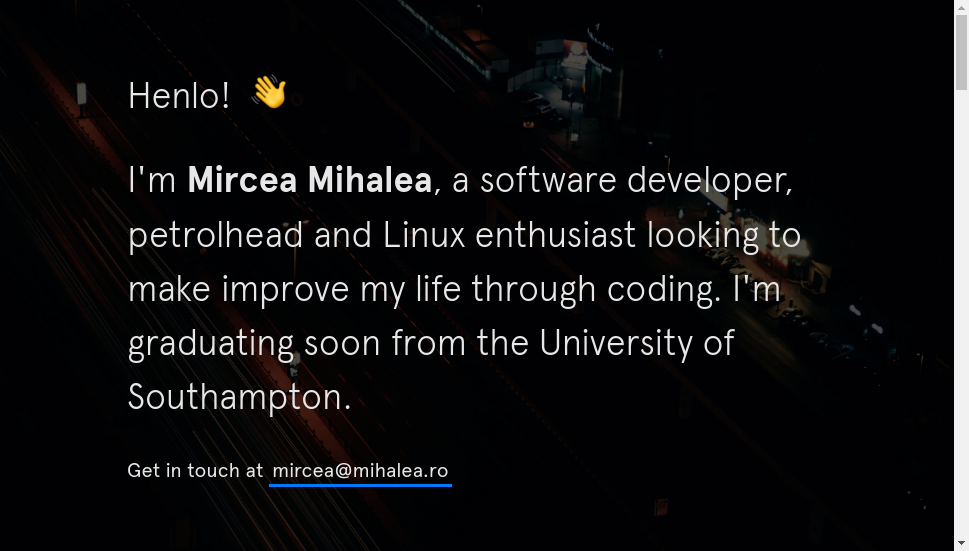 Henlo! 👋
I'm Mircea Mihalea, a software developer,
petrolhead and Linux enthusiast looking to
make improve my life through coding. I'm
graduating soon from the University of
Southampton.
Get in touch at mircea@mihalea.ro